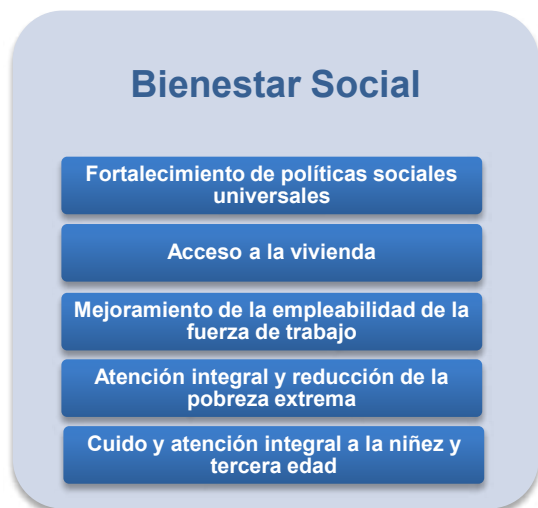 Bienestar Social
Fortalecimiento de políticas sociales
universales
Acceso a la vivienda
Mejoramiento de la empleabilidad de la
fuerza de trabajo
Atención integral y reducción de la
pobreza extrema
Cuido y atención integral a la niñez y
tercera edad